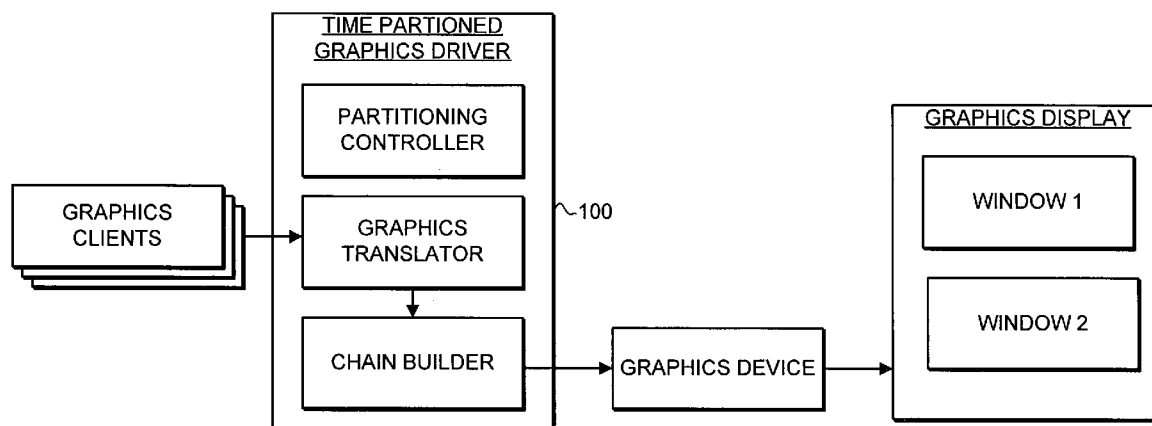 TIME PARTIONED
GRAPHICS DRIVER
PARTITIONING
CONTROLLER
GRAPHICS DISPLAY
GRAPHICS
CLIENTS
GRAPHICS
TRANSLATOR
100
WINDOW 1
CHAIN BUILDER
GRAPHICS DEVICE
WINDOW 2